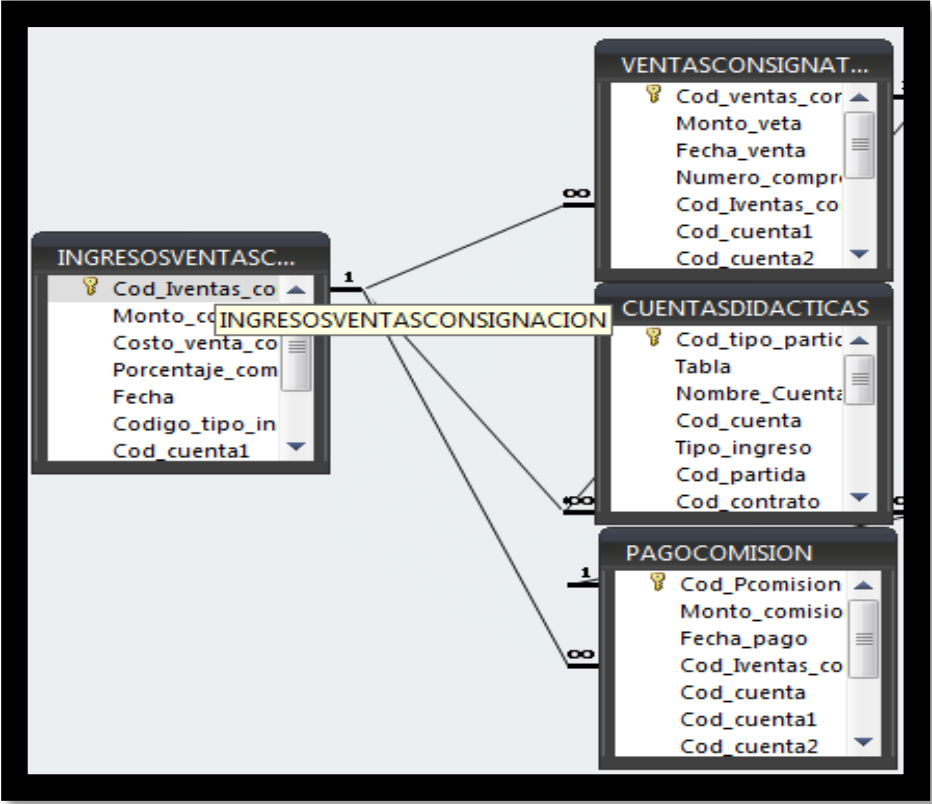 INGRESOSVENTASC...
Cod_Iventas_co
Monto_co
INGRESOSVENTASCONSIGNACION
Costo_venta_co
Porcentaje_com
Fecha
Codigo_tipo_in
Cod_cuenta1
1
∞
VENTASCONSIGNAT...
Cod_ventas_cor
Monto_veta
Fecha_venta
Numero_compr
Cod_Iventas_co
Cod_cuenta1
Cod_cuenta2
∞
CUENTASDIDACTICAS
Cod_tipo_partic
Tabla
Nombre_Cuenta
Cod_cuenta
Tipo_ingreso
Cod_partida
Cod_contrato
1
∞
PAGOCOMISION
Cod_Pcomision
Monto_comisio
Fecha_pago
Cod_Iventas_co
Cod_cuenta
Cod_cuenta1
Cod_cuenta2